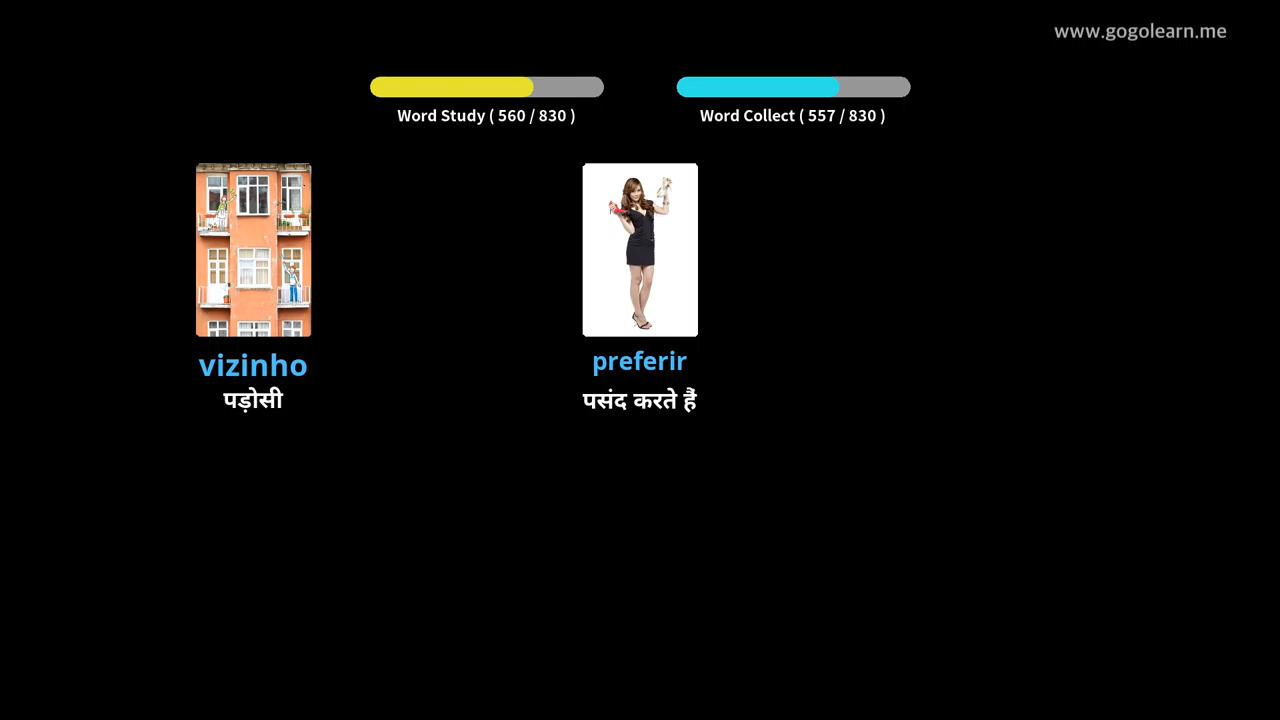 www.gogolearn.me
Word Study ( 560 / 830 )
Word Collect ( 557 / 830 )
vizinho
पड़ोसी
preferir
पसंद करते हैं